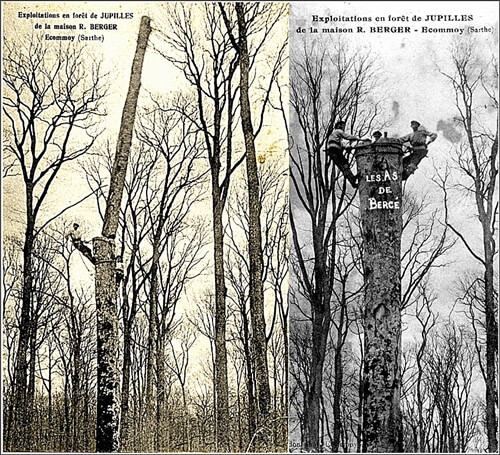 Exploitations en forêt de JUPILLES
de la maison R. BERGER
Ecommoy (Sarthe)
Exploitations en forêt de JUPILLES
de la maison R. BERGER - Ecommoy (Sarthe)
LES AS
DE
BERCE